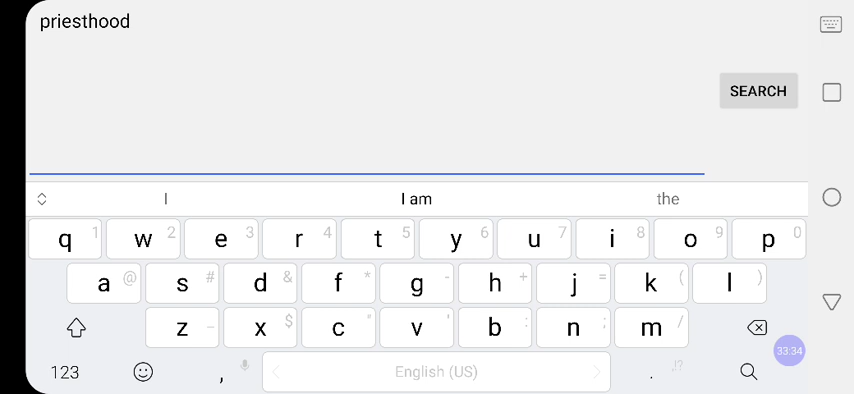 priesthood
SEARCH
I I am the
q 1 w 2 e 3 r 4 t 5 y 6 u 7 i 8 o 9 p 0
a @ s # d & f * g - h + j = k ( l )
z _ x $ c " v ' b : n ; m /
33:34
123 , English (US) . .!?